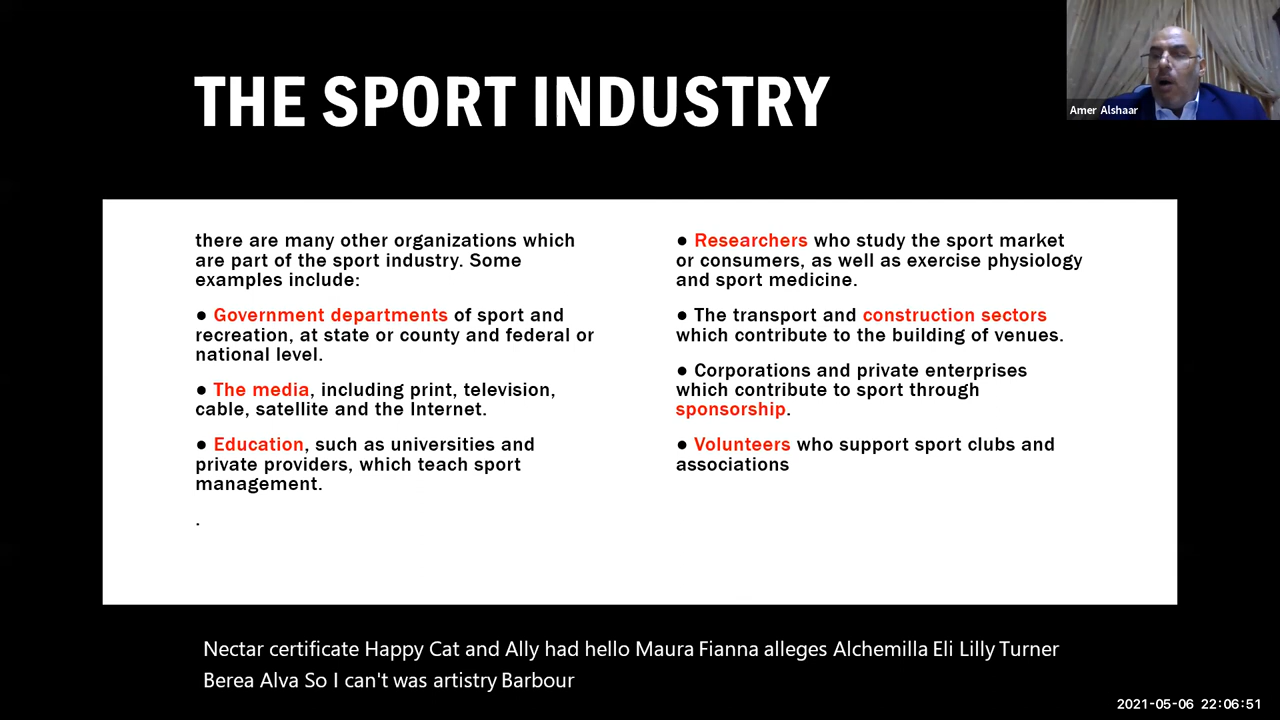 THE SPORT INDUSTRY
Amer Alshaar
there are many other organizations which
are part of the sport industry. Some
examples include:
● Government departments of sport and
recreation, at state or county and federal or
national level.
● The media, including print, television,
cable, satellite and the Internet.
● Education, such as universities and
private providers, which teach sport
management.
.
● Researchers who study the sport market
or consumers, as well as exercise physiology
and sport medicine.
● The transport and construction sectors
which contribute to the building of venues.
● Corporations and private enterprises
which contribute to sport through
sponsorship.
● Volunteers who support sport clubs and
associations
Nectar certificate Happy Cat and Ally had hello Maura Fianna alleges Alchemilla Eli Lilly Turner
Berea Alva So I can't was artistry Barbour
2021-05-06 22:06:51